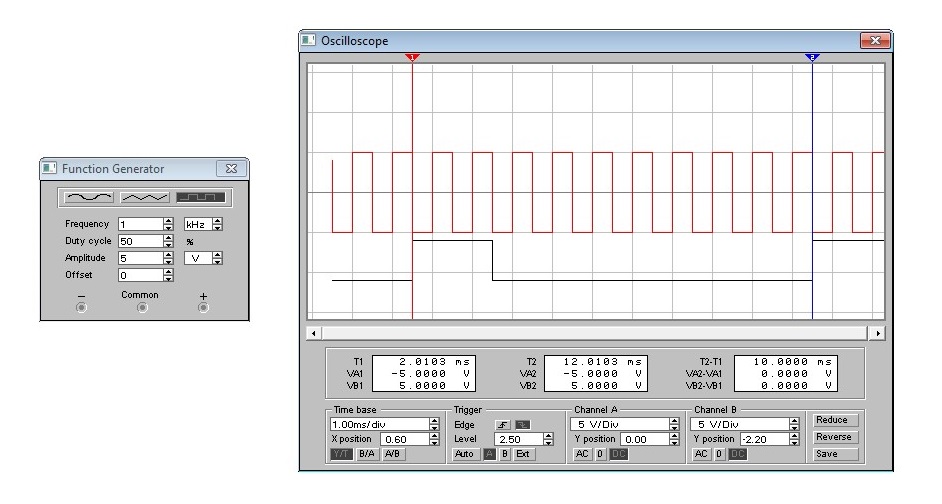 Oscilloscope
1
2
Function Generator
Frequency 1 kHz
Duty cycle 50 %
Amplitude 5 V
Offset 0
− Common +
T1 2.0103 ms T2 12.0103 ms T2-T1 10.0000 ms
VA1 -5.0000 V VA2 -5.0000 V VA2-VA1 0.0000 V
VB1 5.0000 V VB2 5.0000 V VB2-VB1 0.0000 V
Time base Trigger Channel A Channel B
1.00ms/div Edge 5 V/Div 5 V/Div Reduce
X position 0.60 Level 2.50 Y position 0.00 Y position -2.20 Reverse
Y/T B/A A/B Auto A B Ext AC 0 DC AC 0 DC Save